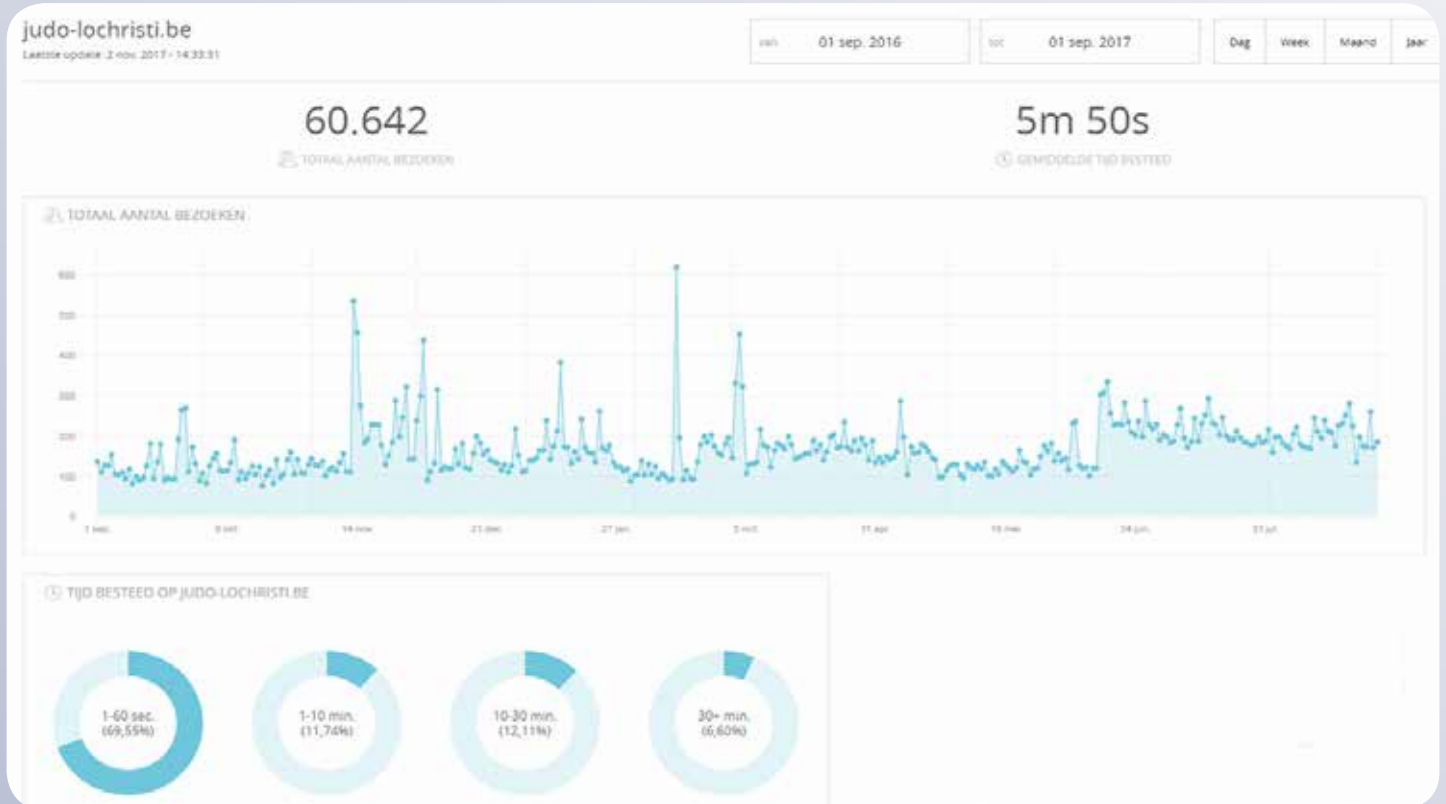 judo-lochristi.be
Laatste update: 2 nov. 2017 - 14:33:31
van 01 sep. 2016
tot 01 sep. 2017
Dag Week Maand Jaar
60.642
TOTAAL AANTAL BEZOEKEN
5m 50s
GEMIDDELDE TIJD BESTEED
TOTAAL AANTAL BEZOEKEN
600
500
400
300
200
100
0
1 sep. 8 okt. 14 nov. 21 dec. 27 jan. 5 mrt. 11 apr. 18 mei 24 jun. 31 jul.
TIJD BESTEED OP JUDO-LOCHRISTI.BE
1-60 sec.
(69,55%)
1-10 min.
(11,74%)
10-30 min.
(12,11%)
30+ min.
(6,60%)